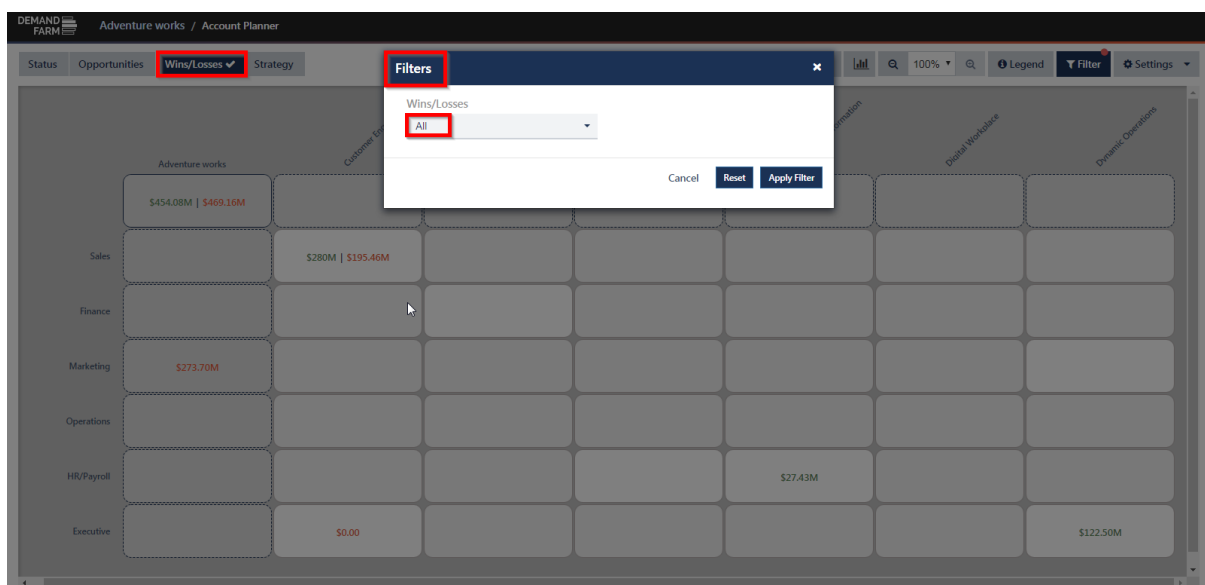 DEMAND
FARM
Adventure works / Account Planner
Status Opportunities Wins/Losses Strategy
Filters
×
100% Legend Filter Settings
Wins/Losses
All
Cancel Reset Apply Filter
Adventure works Customer Digital Workplace Dynamic Operations
$454.08M | $469.16M
Sales $280M | $195.46M
Finance
Marketing $273.70M
Operations
HR/Payroll $27.43M
Executive $0.00 $122.50M